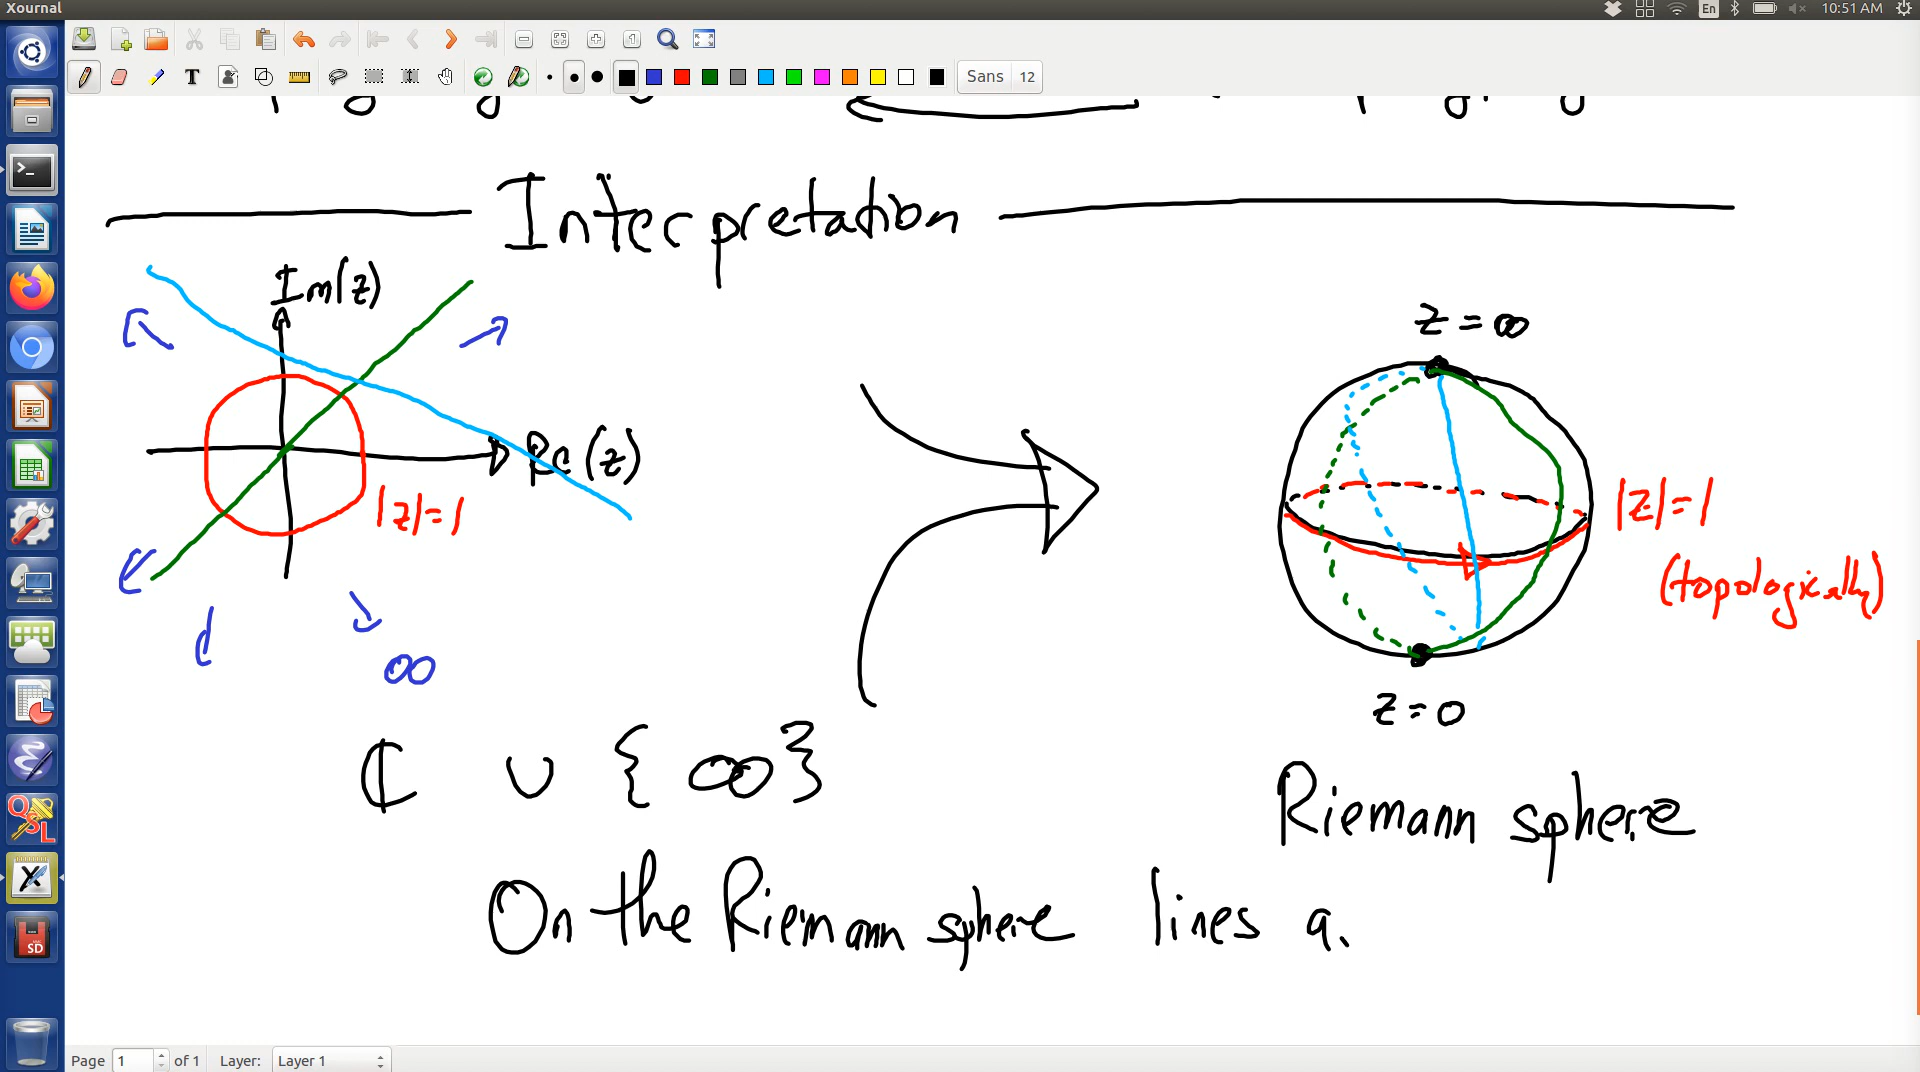 Xournal
En 10:51 AM
Sans 12
Interpretation
Im(z)
z = ∞
Re(z)
|z|=1
|z|=1
(topologically)
∞
z=0
ℂ ∪ {∞}
Riemann sphere
On the Riemann sphere lines a
Page 1 of 1 Layer: Layer 1